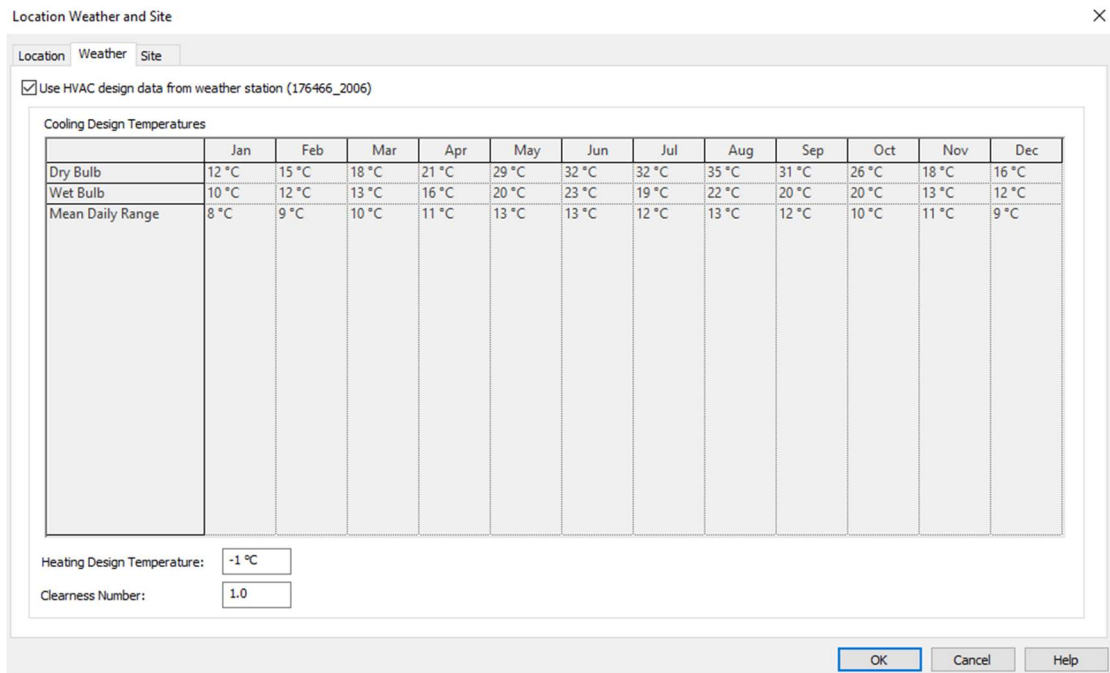 Location Weather and Site
Location Weather Site
Use HVAC design data from weather station (176466_2006)
Cooling Design Temperatures
Jan Feb Mar Apr May Jun Jul Aug Sep Oct Nov Dec
Dry Bulb 12 °C 15 °C 18 °C 21 °C 29 °C 32 °C 32 °C 35 °C 31 °C 26 °C 18 °C 16 °C
Wet Bulb 10 °C 12 °C 13 °C 16 °C 20 °C 23 °C 19 °C 22 °C 20 °C 20 °C 13 °C 12 °C
Mean Daily Range 8 °C 9 °C 10 °C 11 °C 13 °C 13 °C 12 °C 13 °C 12 °C 10 °C 11 °C 9 °C
Heating Design Temperature: -1 °C
Clearness Number: 1.0
OK Cancel Help